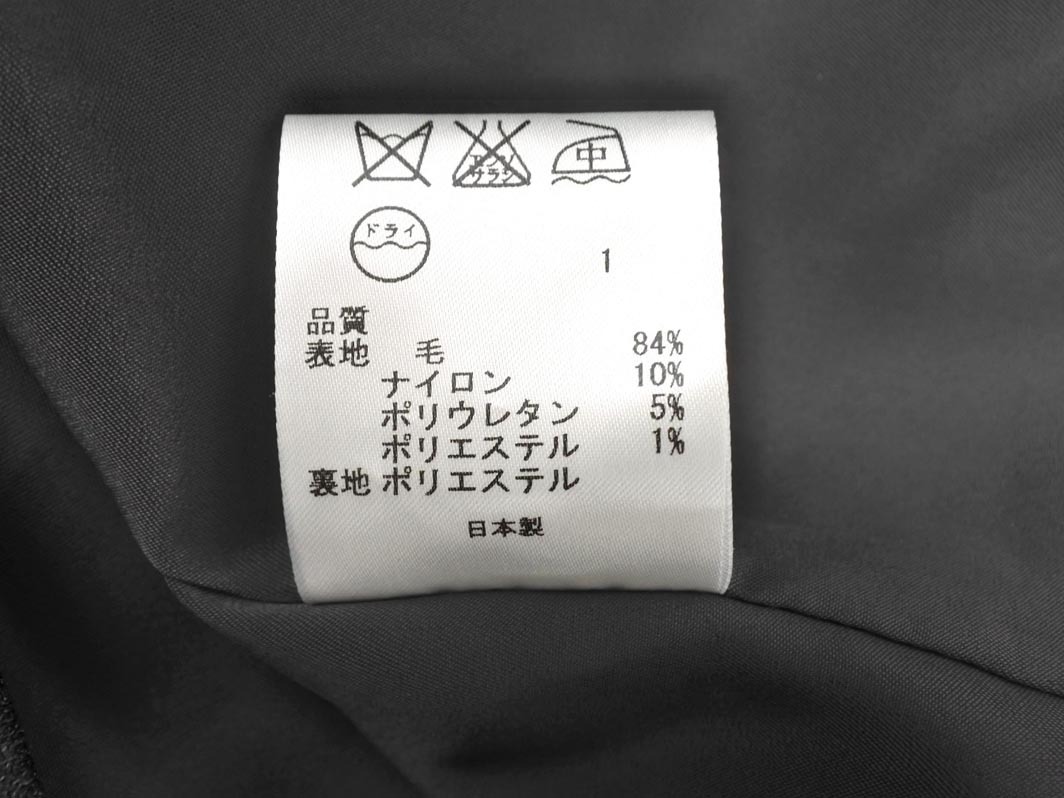 エンソ
サラシ
中
ドライ
1
品質
表地 毛 84%
ナイロン 10%
ポリウレタン 5%
ポリエステル 1%
裏地 ポリエステル
日本製